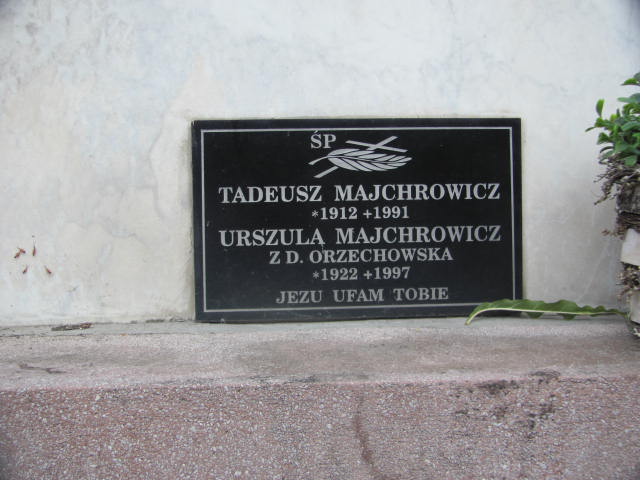 ŚP
TADEUSZ MAJCHROWICZ
*1912 +1991
URSZULA MAJCHROWICZ
Z D. ORZECHOWSKA
*1922 +1997
JEZU UFAM TOBIE